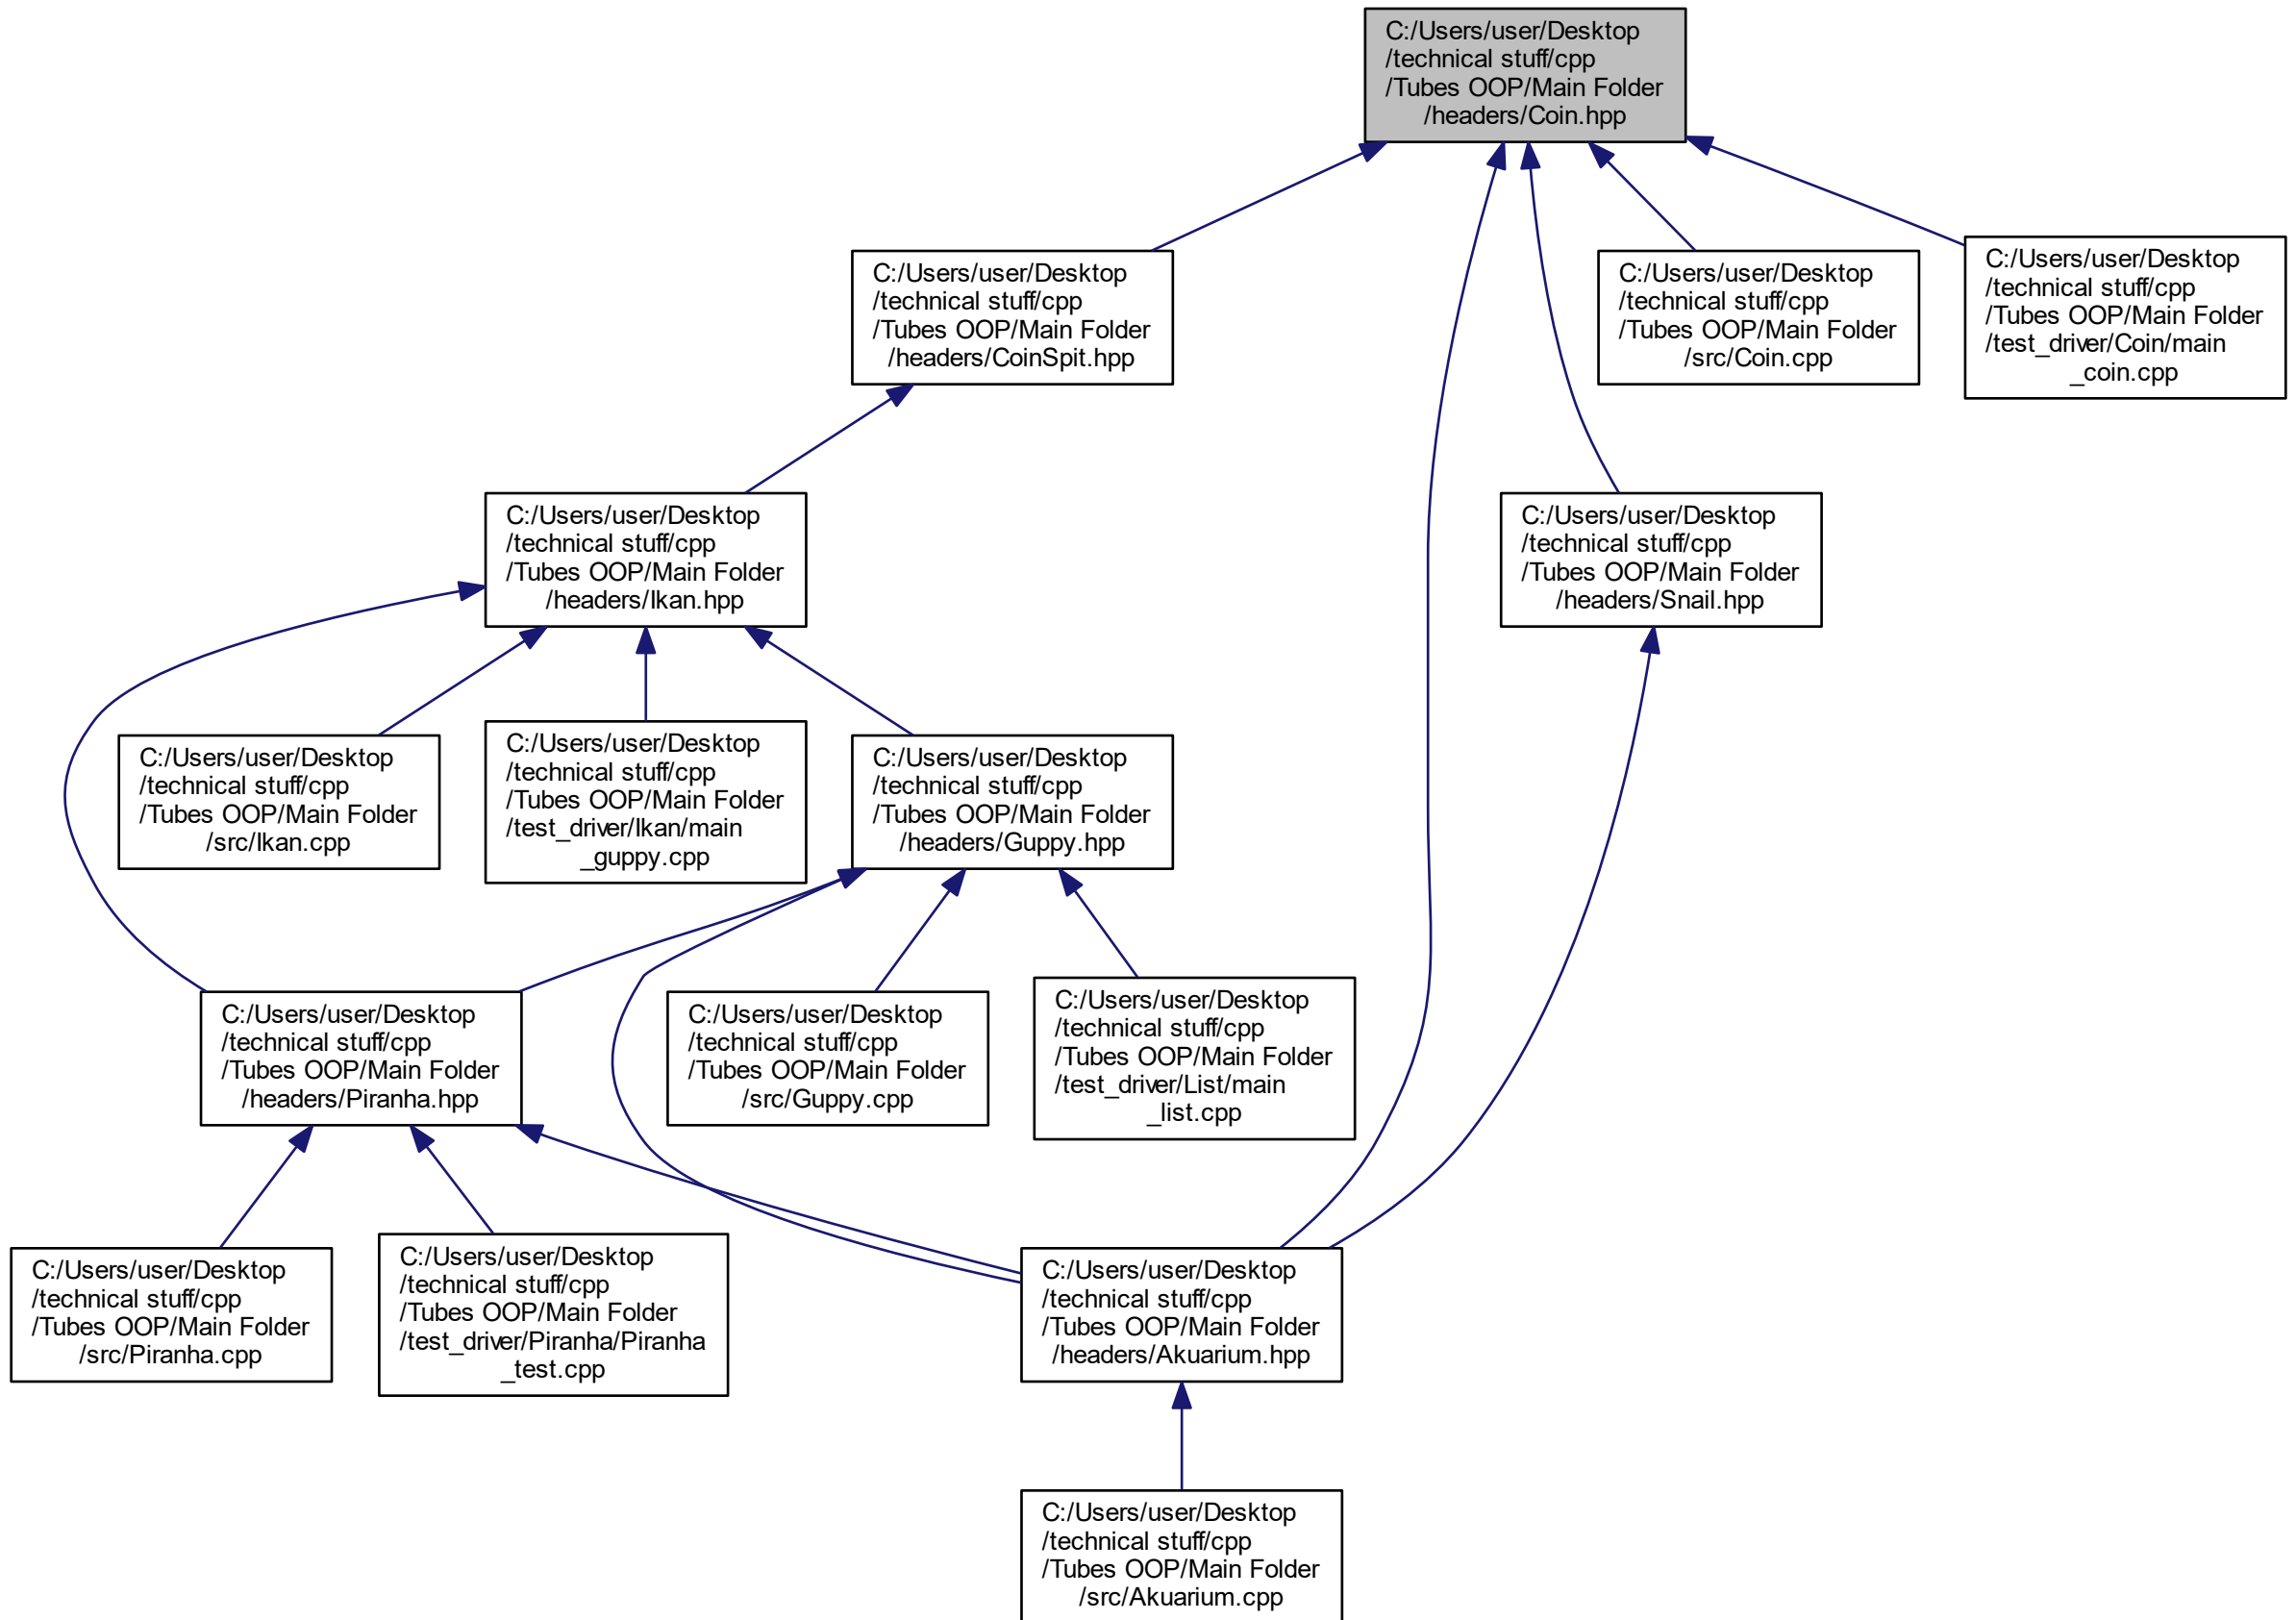 C:/Users/user/Desktop
/technical stuff/cpp
/Tubes OOP/Main Folder
/headers/Coin.hpp
C:/Users/user/Desktop
/technical stuff/cpp
/Tubes OOP/Main Folder
/headers/CoinSpit.hpp
C:/Users/user/Desktop
/technical stuff/cpp
/Tubes OOP/Main Folder
/src/Coin.cpp
C:/Users/user/Desktop
/technical stuff/cpp
/Tubes OOP/Main Folder
/test_driver/Coin/main
_coin.cpp
C:/Users/user/Desktop
/technical stuff/cpp
/Tubes OOP/Main Folder
/headers/Ikan.hpp
C:/Users/user/Desktop
/technical stuff/cpp
/Tubes OOP/Main Folder
/headers/Snail.hpp
C:/Users/user/Desktop
/technical stuff/cpp
/Tubes OOP/Main Folder
/src/Ikan.cpp
C:/Users/user/Desktop
/technical stuff/cpp
/Tubes OOP/Main Folder
/test_driver/Ikan/main
_guppy.cpp
C:/Users/user/Desktop
/technical stuff/cpp
/Tubes OOP/Main Folder
/headers/Guppy.hpp
C:/Users/user/Desktop
/technical stuff/cpp
/Tubes OOP/Main Folder
/headers/Piranha.hpp
C:/Users/user/Desktop
/technical stuff/cpp
/Tubes OOP/Main Folder
/src/Guppy.cpp
C:/Users/user/Desktop
/technical stuff/cpp
/Tubes OOP/Main Folder
/test_driver/List/main
_list.cpp
C:/Users/user/Desktop
/technical stuff/cpp
/Tubes OOP/Main Folder
/src/Piranha.cpp
C:/Users/user/Desktop
/technical stuff/cpp
/Tubes OOP/Main Folder
/test_driver/Piranha/Piranha
_test.cpp
C:/Users/user/Desktop
/technical stuff/cpp
/Tubes OOP/Main Folder
/headers/Akuarium.hpp
C:/Users/user/Desktop
/technical stuff/cpp
/Tubes OOP/Main Folder
/src/Akuarium.cpp